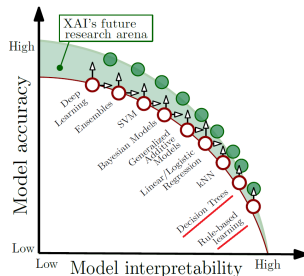 XAI's future
research arena
High
Model accuracy
Deep
Learning
Ensembles
SVM
Bayesian Models
Generalized
Additive
Models
Linear/Logistic
Regression
kNN
Decision Trees
Rule-based
learning
Low
Low
Model interpretability
High